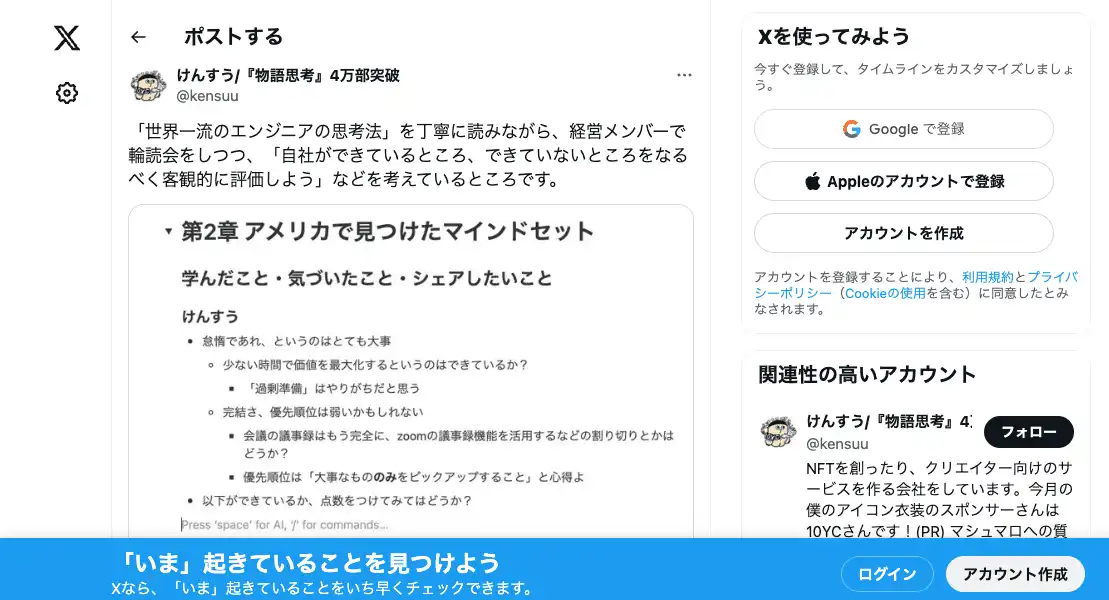 ポストする
けんすう/『物語思考』4万部突破
@kensuu
「世界一流のエンジニアの思考法」を丁寧に読みながら、経営メンバーで
輪読会をしつつ、「自社ができているところ、できていないところをなる
べく客観的に評価しよう」などを考えているところです。
第2章 アメリカで見つけたマインドセット
学んだこと・気づいたこと・シェアしたいこと
けんすう
怠惰であれ、というのはとても大事
少ない時間で価値を最大化するというのはできているか？
「過剰準備」はやりがちだと思う
完結さ、優先順位は弱いかもしれない
会議の議事録はもう完全に、zoomの議事録機能を活用するなどの割り切りとかは
どうか？
優先順位は「大事なもののみをピックアップすること」と心得よ
以下ができているか、点数をつけてみてはどうか？
Press ‘space’ for AI, ‘/’ for commands...
Xを使ってみよう
今すぐ登録して、タイムラインをカスタマイズしましょ
う。
Google で登録
Appleのアカウントで登録
アカウントを作成
アカウントを登録することにより、利用規約とプライバ
シーポリシー（Cookieの使用を含む）に同意したとみ
なされます。
関連性の高いアカウント
けんすう/『物語思考』4万
@kensuu
フォロー
NFTを創ったり、クリエイター向けのサ
ービスを作る会社をしています。今月の
僕のアイコン衣装のスポンサーさんは
10YCさんです！(PR) マシュマロへの質
「いま」起きていることを見つけよう
Xなら、「いま」起きていることをいち早くチェックできます。
ログイン
アカウント作成